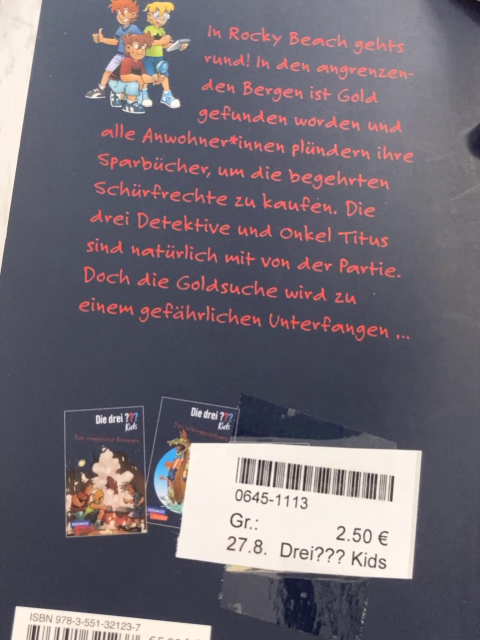 In Rocky Beach gehts
rund! In den angrenzen-
den Bergen ist Gold
gefunden worden und
alle Anwohner*innen plündern ihre
Sparbücher, um die begehrten
Schürfrechte zu kaufen. Die
drei Detektive und Onkel Titus
sind natürlich mit von der Partie.
Doch die Goldsuche wird zu
einem gefährlichen Unterfangen ...
Die drei ???
Kids
Der magische Brunnen
Die drei ???
Kids
0645-1113
Gr.: 2.50 €
27.8. Drei??? Kids
ISBN 978-3-551-32123-7